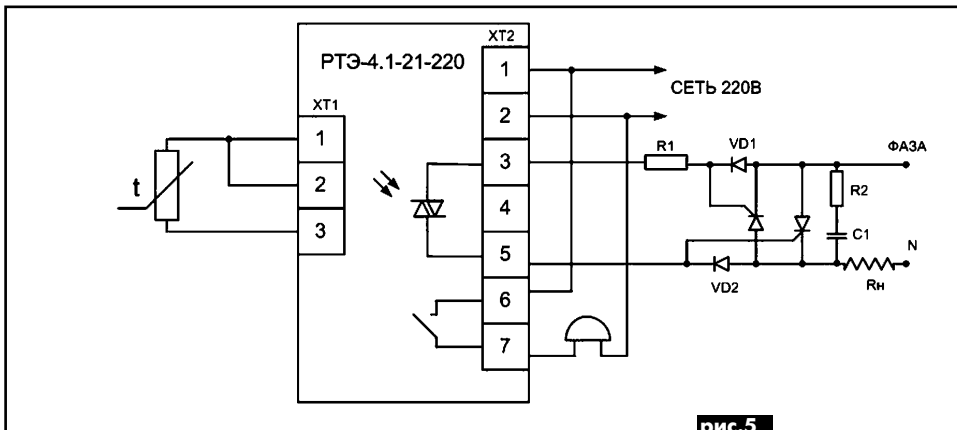 РТЭ-4.1-21-220
XT2
1
СЕТЬ 220В
XT1
2
1
3
R1
VD1
ФАЗА
t
2
4
R2
3
5
C1
N
VD2
Rн
6
7
рис.5